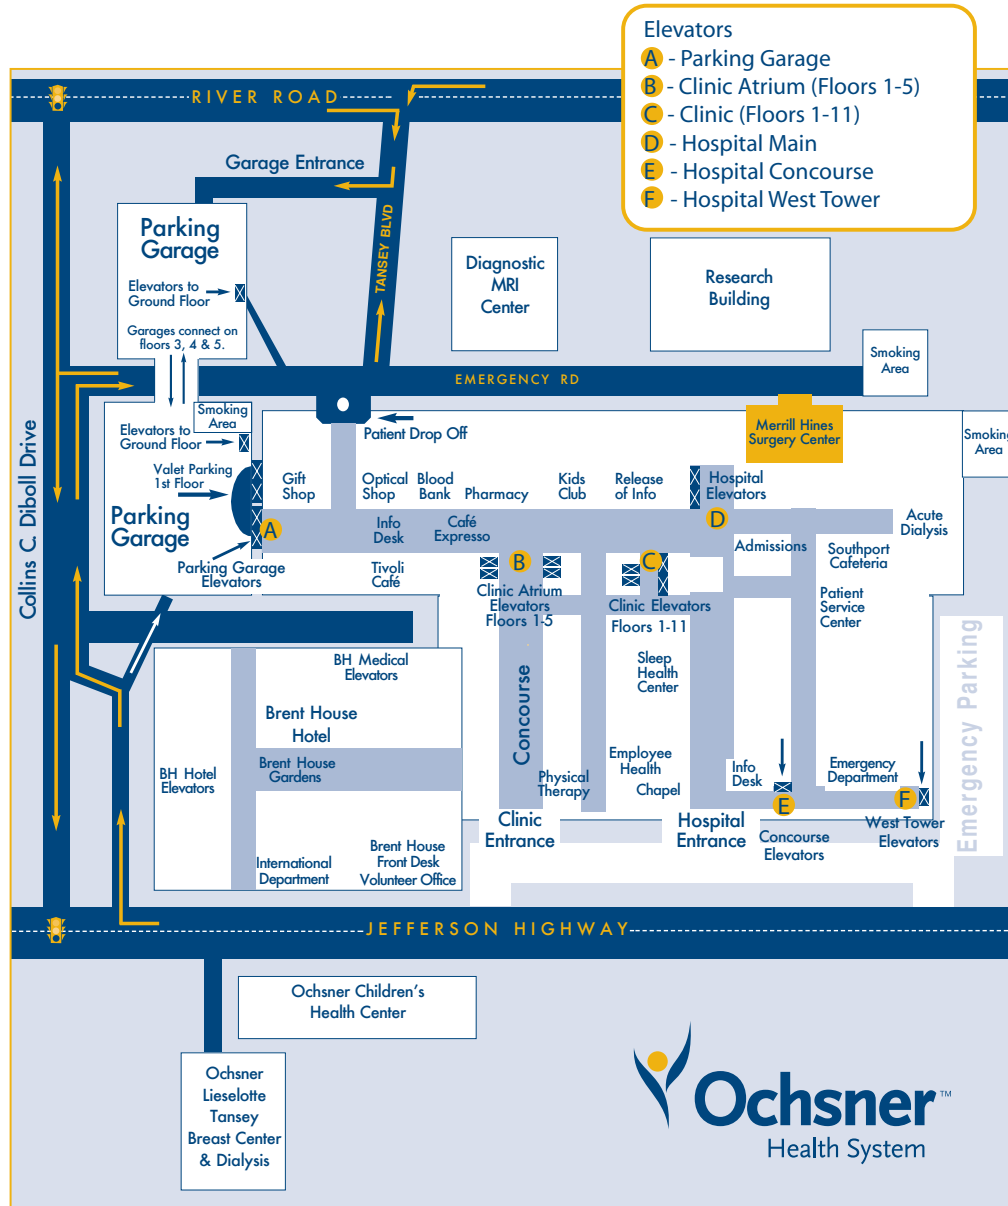 Elevators
A - Parking Garage
B - Clinic Atrium (Floors 1-5)
C - Clinic (Floors 1-11)
D - Hospital Main
E - Hospital Concourse
F - Hospital West Tower
RIVER ROAD
Garage Entrance
TANSEY BLVD
Parking
Garage
Elevators to
Ground Floor
Garages connect on
floors 3, 4 & 5.
Diagnostic
MRI
Center
Research
Building
Smoking
Area
EMERGENCY RD
Collins C. Diboll Drive
Smoking
Area
Elevators to
Ground Floor
Valet Parking
1st Floor
Parking
Garage
Parking Garage
Elevators
A
Patient Drop Off
Merrill Hines
Surgery Center
Smoking
Area
Gift
Shop
Optical
Shop
Blood
Bank
Pharmacy
Kids
Club
Release
of Info
Hospital
Elevators
D
Info
Desk
Café
Expresso
Acute
Dialysis
Admissions
Southport
Cafeteria
Tivoli
Café
B
Clinic Atrium
Elevators
Floors 1-5
C
Clinic Elevators
Floors 1-11
Patient
Service
Center
Emergency Parking
BH Medical
Elevators
Brent House
Hotel
Brent House
Gardens
BH Hotel
Elevators
Concourse
Sleep
Health
Center
Employee
Health
Physical
Therapy
Chapel
Info
Desk
Emergency
Department
E
F
Clinic
Entrance
Hospital
Entrance
Concourse
Elevators
West Tower
Elevators
International
Department
Brent House
Front Desk
Volunteer Office
JEFFERSON HIGHWAY
Ochsner Children's
Health Center
Ochsner
Lieselotte
Tansey
Breast Center
& Dialysis
Ochsner™
Health System